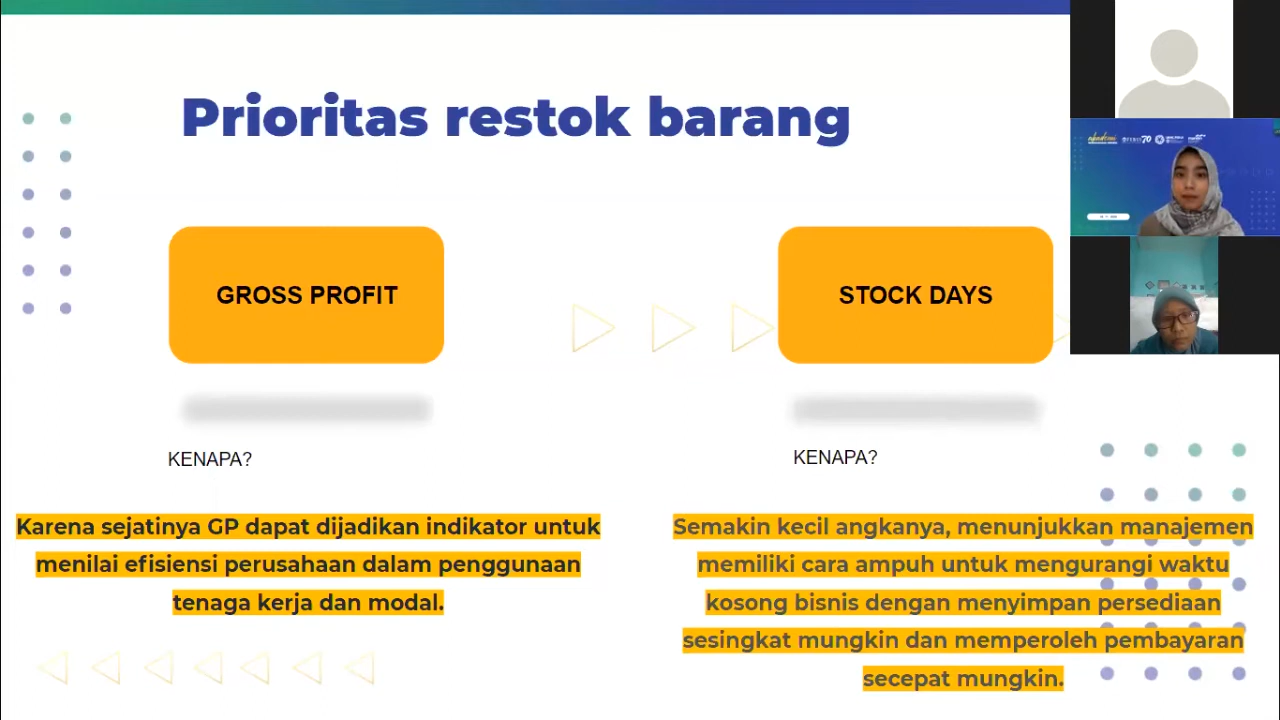 Prioritas restok barang
GROSS PROFIT
STOCK DAYS
KENAPA?
Karena sejatinya GP dapat dijadikan indikator untuk
menilai efisiensi perusahaan dalam penggunaan
tenaga kerja dan modal.
KENAPA?
Semakin kecil angkanya, menunjukkan manajemen
memiliki cara ampuh untuk mengurangi waktu
kosong bisnis dengan menyimpan persediaan
sesingkat mungkin dan memperoleh pembayaran
secepat mungkin.